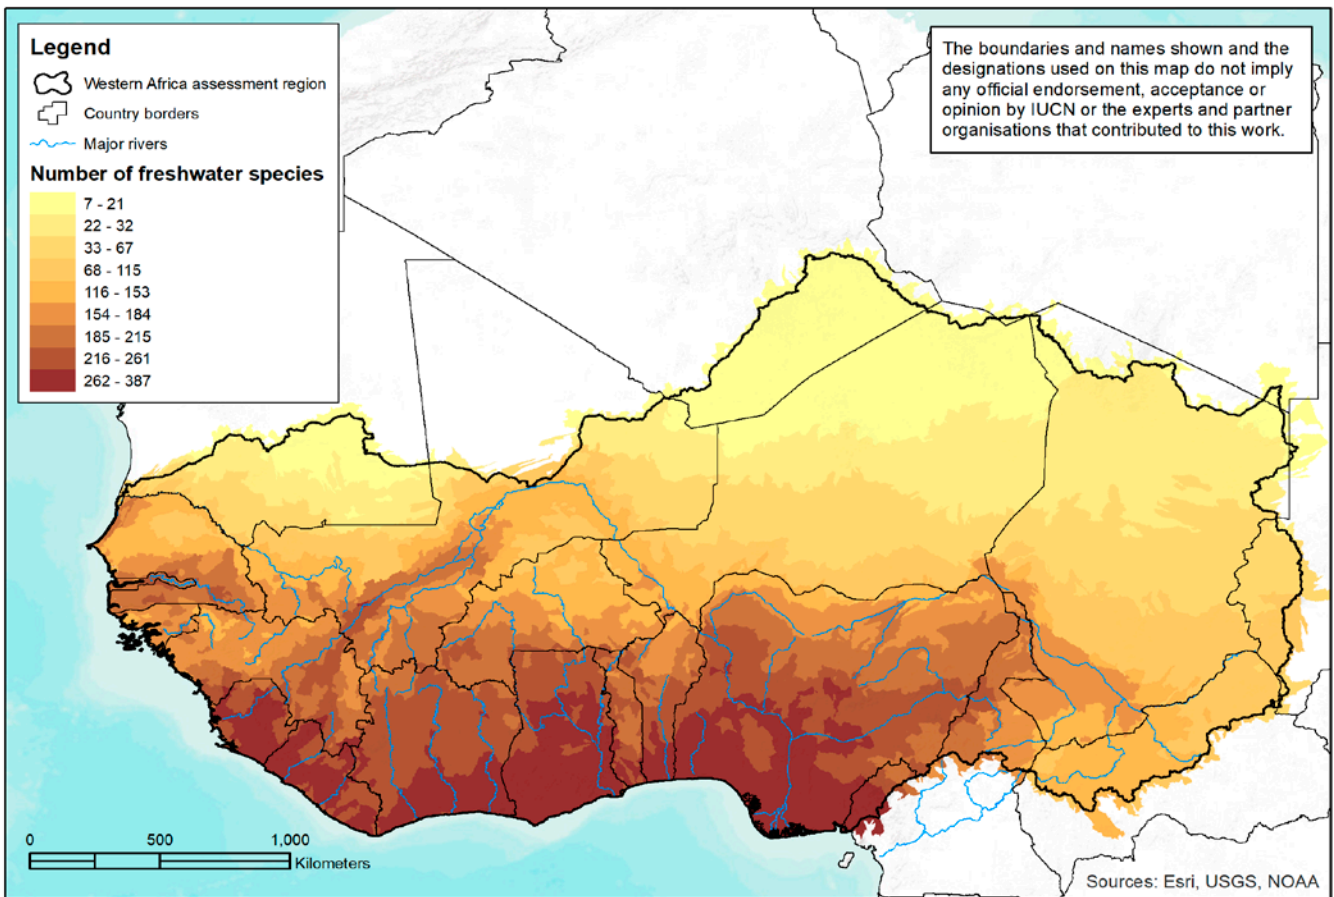 Legend
Western Africa assessment region
Country borders
Major rivers
Number of freshwater species
7 - 21
22 - 32
33 - 67
68 - 115
116 - 153
154 - 184
185 - 215
216 - 261
262 - 387
The boundaries and names shown and the
designations used on this map do not imply
any official endorsement, acceptance or
opinion by IUCN or the experts and partner
organisations that contributed to this work.
0 500 1,000
Kilometers
Sources: Esri, USGS, NOAA